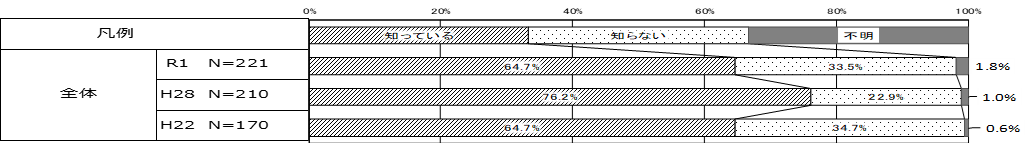 0% 20% 40% 60% 80% 100%
凡例 知っている 知らない 不明
全体
R1 N=221 64.7% 33.5% 1.8%
H28 N=210 76.2% 22.9% 1.0%
H22 N=170 64.7% 34.7% 0.6%